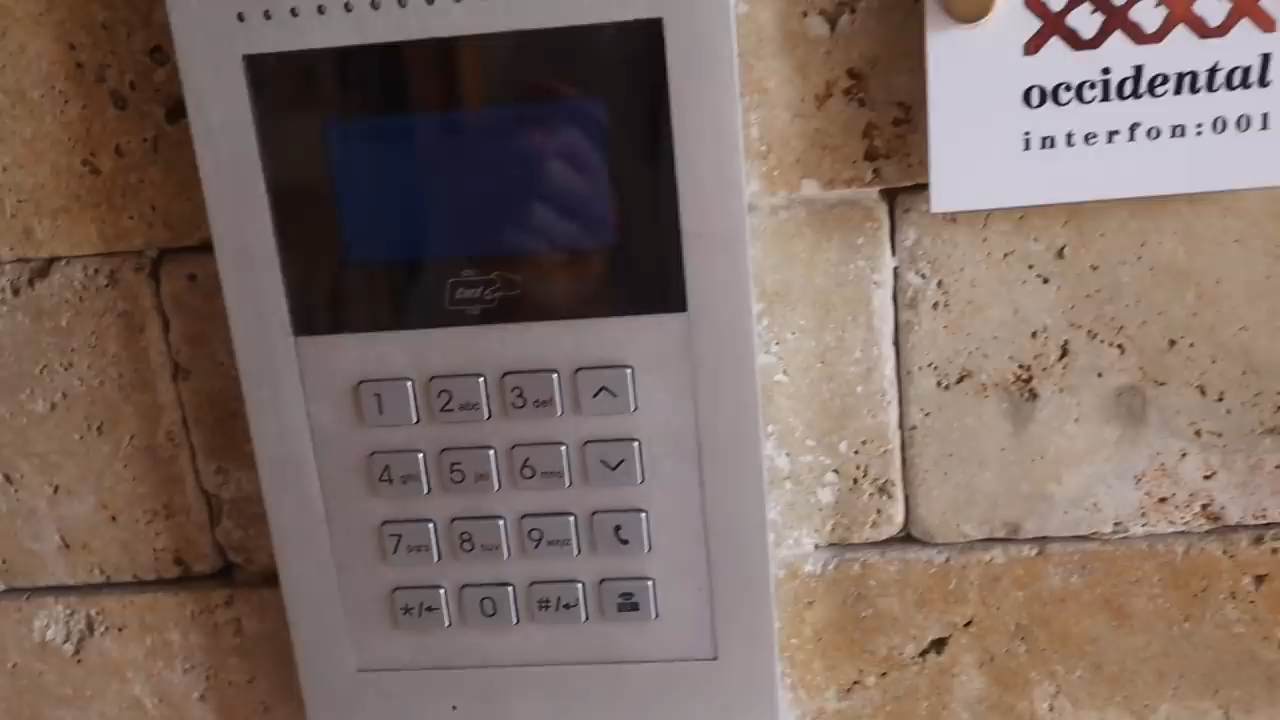 occidental
interfon:001
1 2 abc 3 def
4 ghi 5 jkl 6 mno
7 pqrs 8 tuv 9 wxyz
*/← 0 #/↵